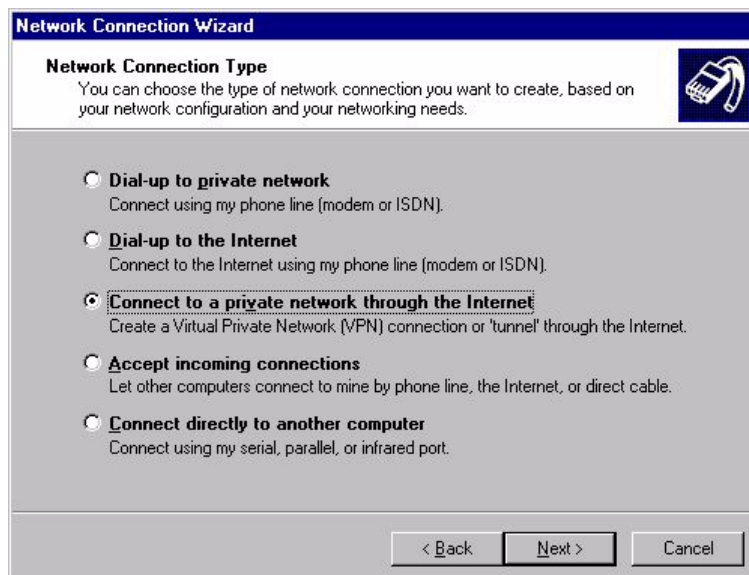 Network Connection Wizard
Network Connection Type
You can choose the type of network connection you want to create, based on
your network configuration and your networking needs.
Dial-up to private network
Connect using my phone line (modem or ISDN).
Dial-up to the Internet
Connect to the Internet using my phone line (modem or ISDN).
Connect to a private network through the Internet
Create a Virtual Private Network (VPN) connection or 'tunnel' through the Internet.
Accept incoming connections
Let other computers connect to mine by phone line, the Internet, or direct cable.
Connect directly to another computer
Connect using my serial, parallel, or infrared port.
< Back Next > Cancel